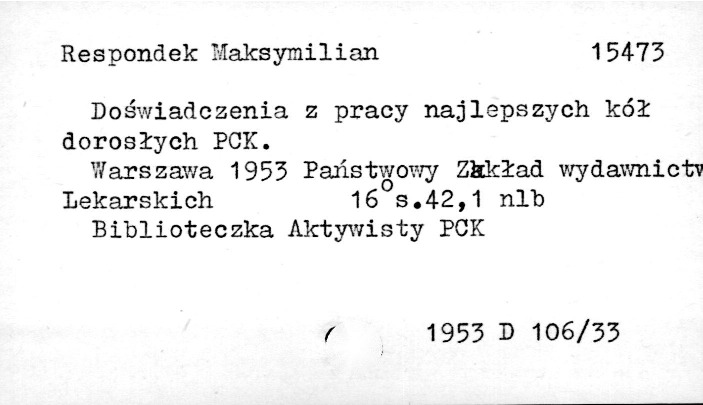 Respondek Maksymilian 15473
Doświadczenia z pracy najlepszych kół
dorosłych PCK.
Warszawa 1953 Państwowy Zakład wydawnictw
Lekarskich 16° s.42,1 nlb
Biblioteczka Aktywisty PCK
1953 D 106/33